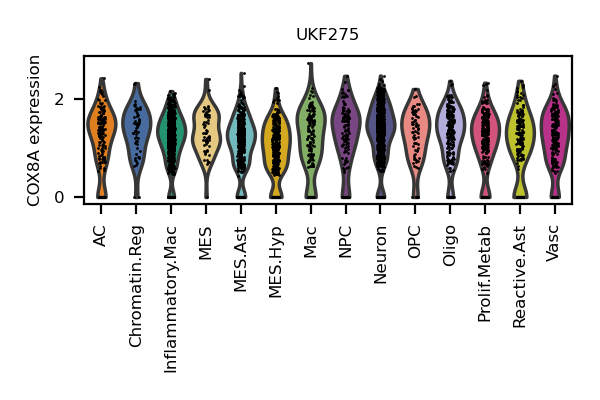 UKF275
COX8A expression
2
0
AC
Chromatin.Reg
Inflammatory.Mac
MES
MES.Ast
MES.Hyp
Mac
NPC
Neuron
OPC
Oligo
Prolif.Metab
Reactive.Ast
Vasc